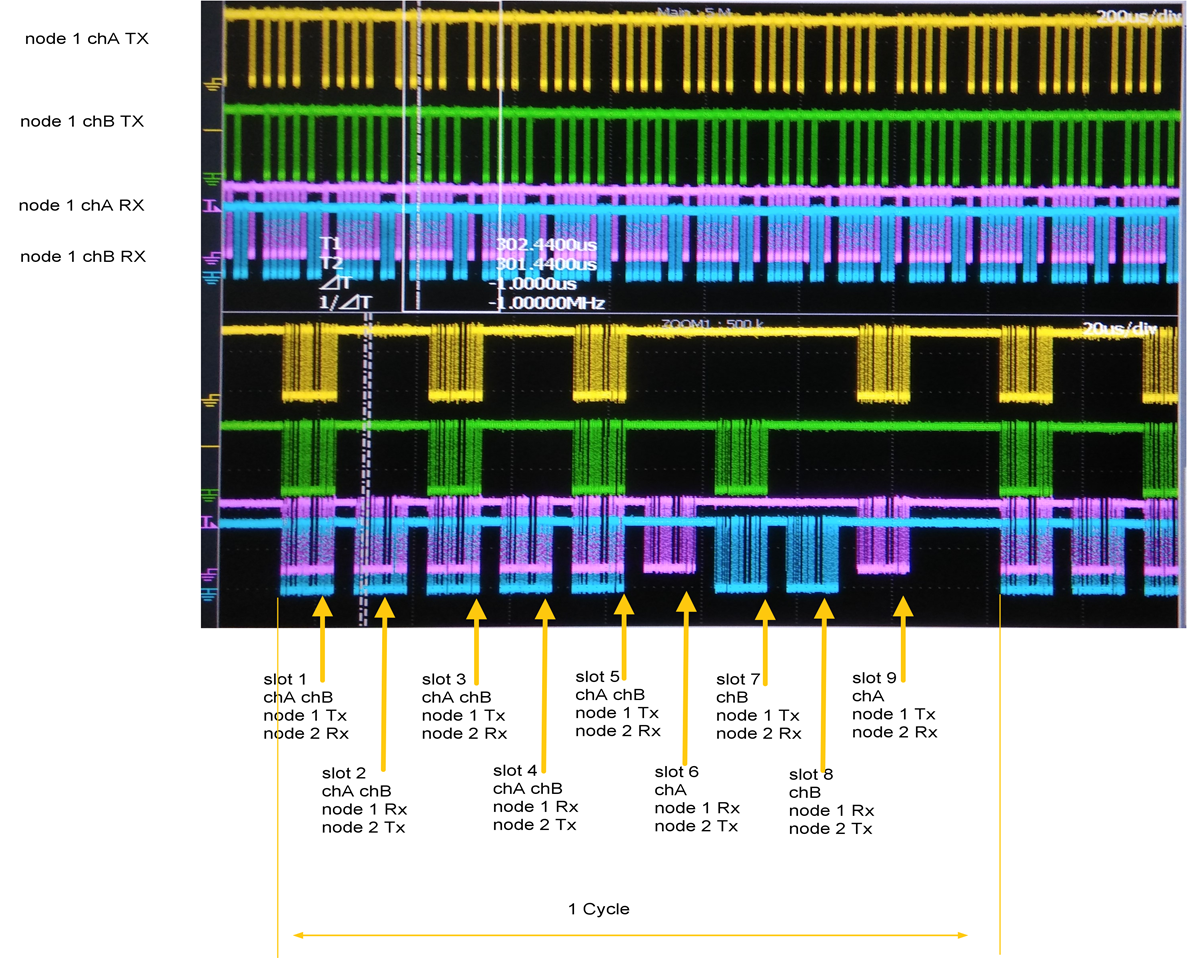 node 1 chA TX
node 1 chB TX
node 1 chA RX
node 1 chB RX
Main : 5 M
200us/div
T1 302.4400us
T2 301.4400us
⊿T -1.0000us
1/⊿T -1.00000MHz
ZOOM1 : 500 k
20us/div
slot 1
chA chB
node 1 Tx
node 2 Rx
slot 2
chA chB
node 1 Rx
node 2 Tx
slot 3
chA chB
node 1 Tx
node 2 Rx
slot 4
chA chB
node 1 Rx
node 2 Tx
slot 5
chA chB
node 1 Tx
node 2 Rx
slot 6
chA
node 1 Rx
node 2 Tx
slot 7
chB
node 1 Tx
node 2 Rx
slot 8
chB
node 1 Rx
node 2 Tx
slot 9
chA
node 1 Tx
node 2 Rx
1 Cycle